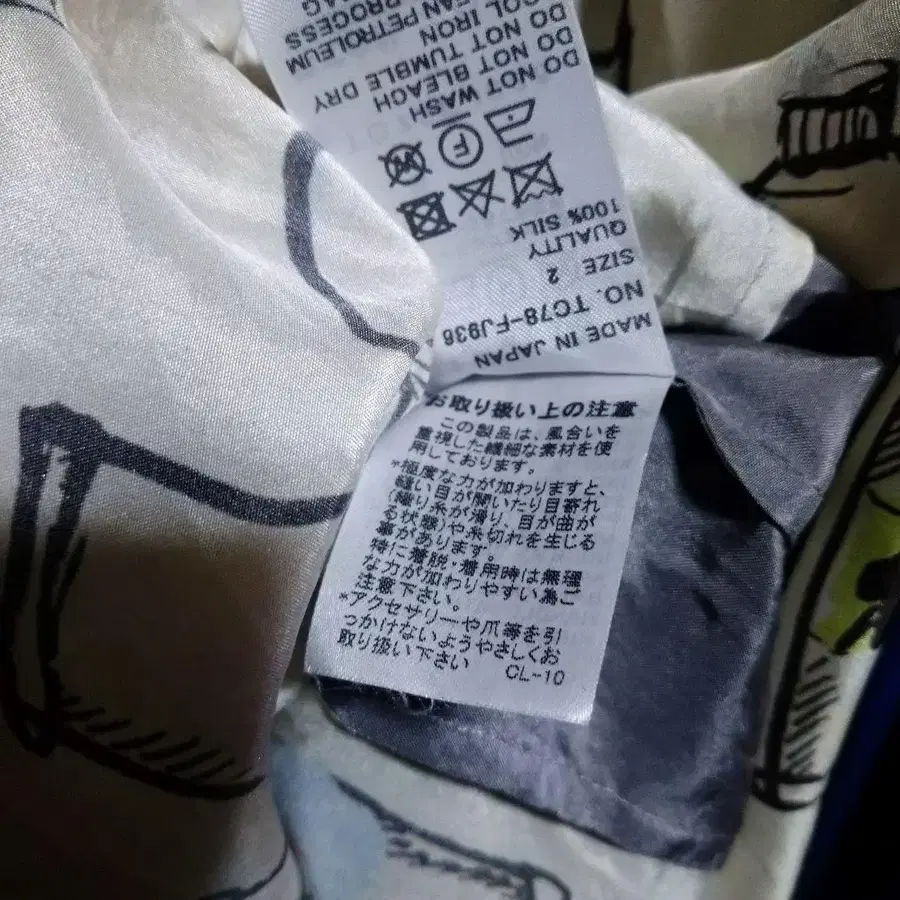 MADE IN JAPAN
NO. TC78-FJ936
SIZE 2
QUALITY
100% SILK
DO NOT WASH
DO NOT BLEACH
DO NOT TUMBLE DRY
IRON
PETROLEUM
PROCESS
お取り扱い上の注意
この製品は、風合いを
重視した繊細な素材を使
用しております。
*極度な力が加わりますと、
縫い目が開いたり目寄れ
(織り糸が滑り、目が曲が
る状態)や糸切れを生じる
事があります。
特に着脱・着用時は無理
な力が加わりやすい為ご
注意下さい。
*アクセサリーや爪等を引
っかけないようやさしくお
取り扱い下さい
CL-10